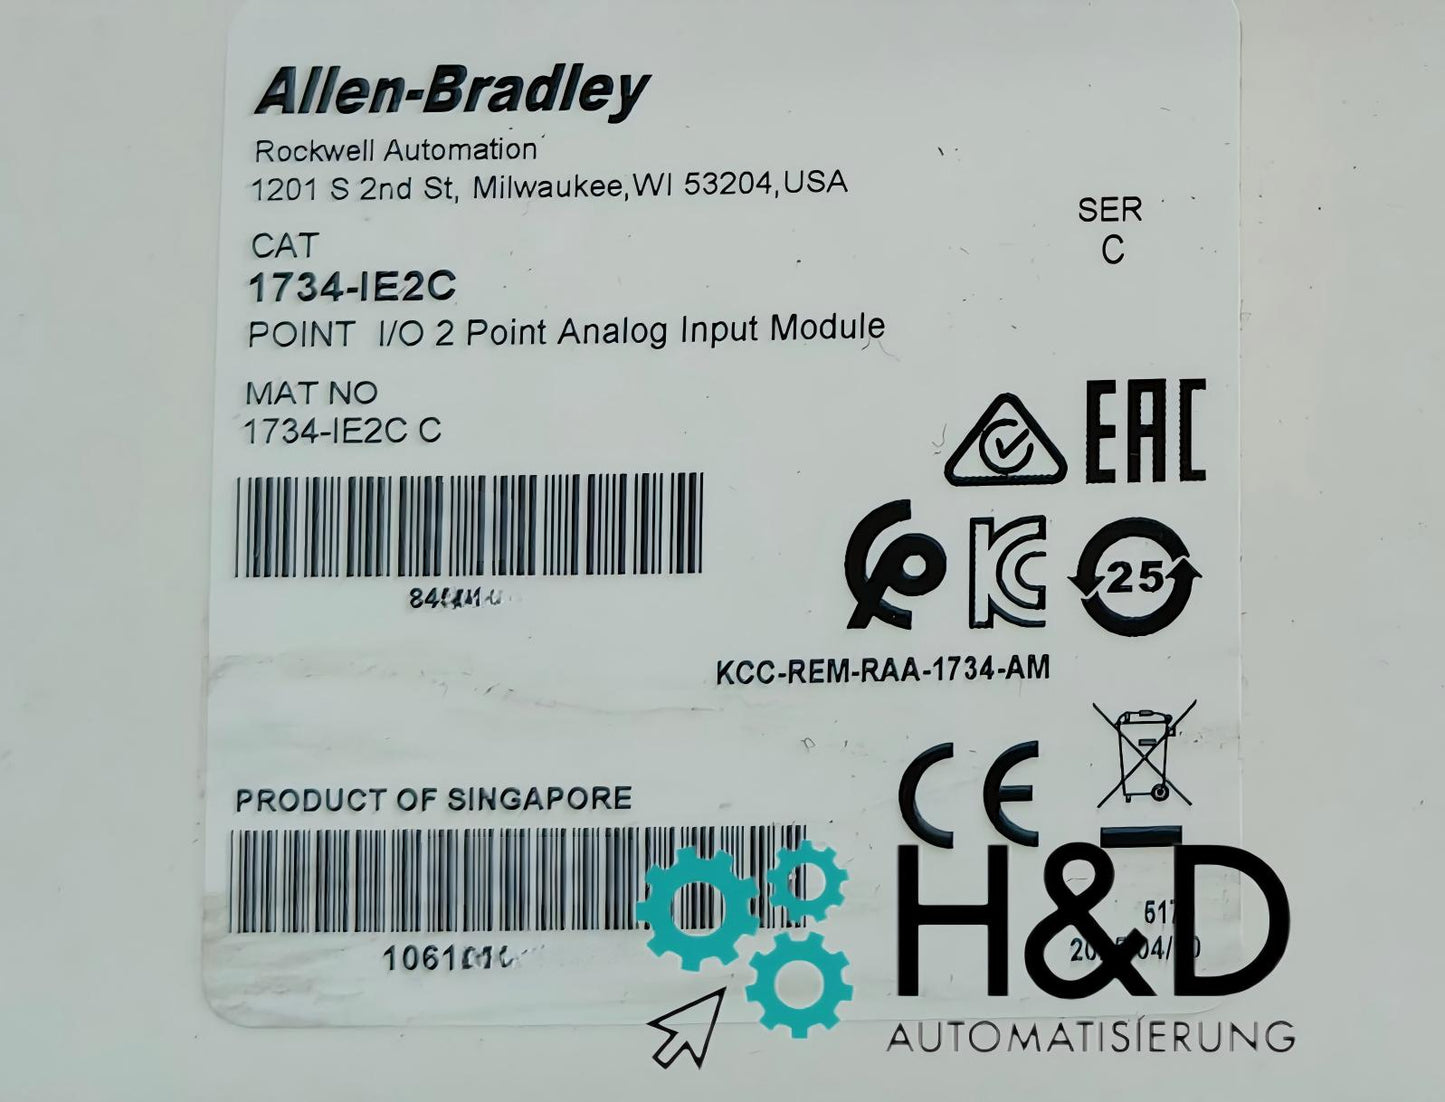 Allen-Bradley
Rockwell Automation
1201 S 2nd St, Milwaukee,WI 53204,USA
SER
C
CAT
1734-IE2C
POINT I/O 2 Point Analog Input Module
MAT NO
1734-IE2C C
EAC
KC
25
KCC-REM-RAA-1734-AM
CE
PRODUCT OF SINGAPORE
H&D
AUTOMATISIERUNG